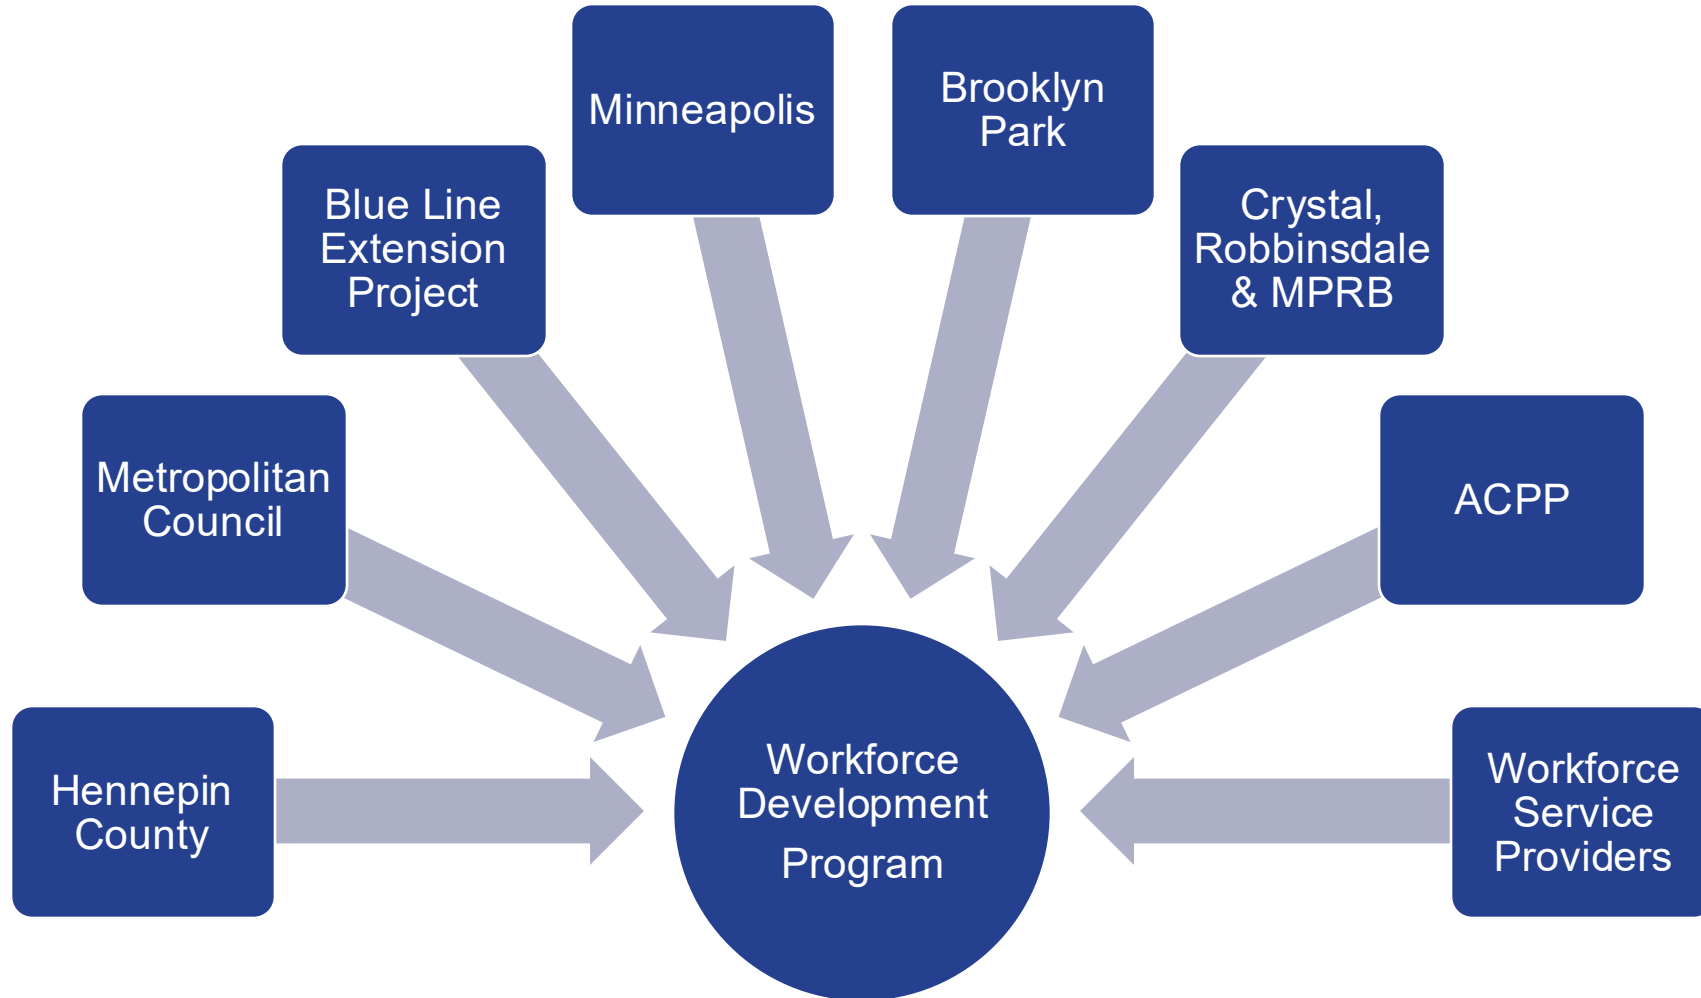 Minneapolis
Brooklyn
Park
Blue Line
Extension
Project
Crystal,
Robbinsdale
& MPRB
Metropolitan
Council
ACPP
Hennepin
County
Workforce
Development
Program
Workforce
Service
Providers